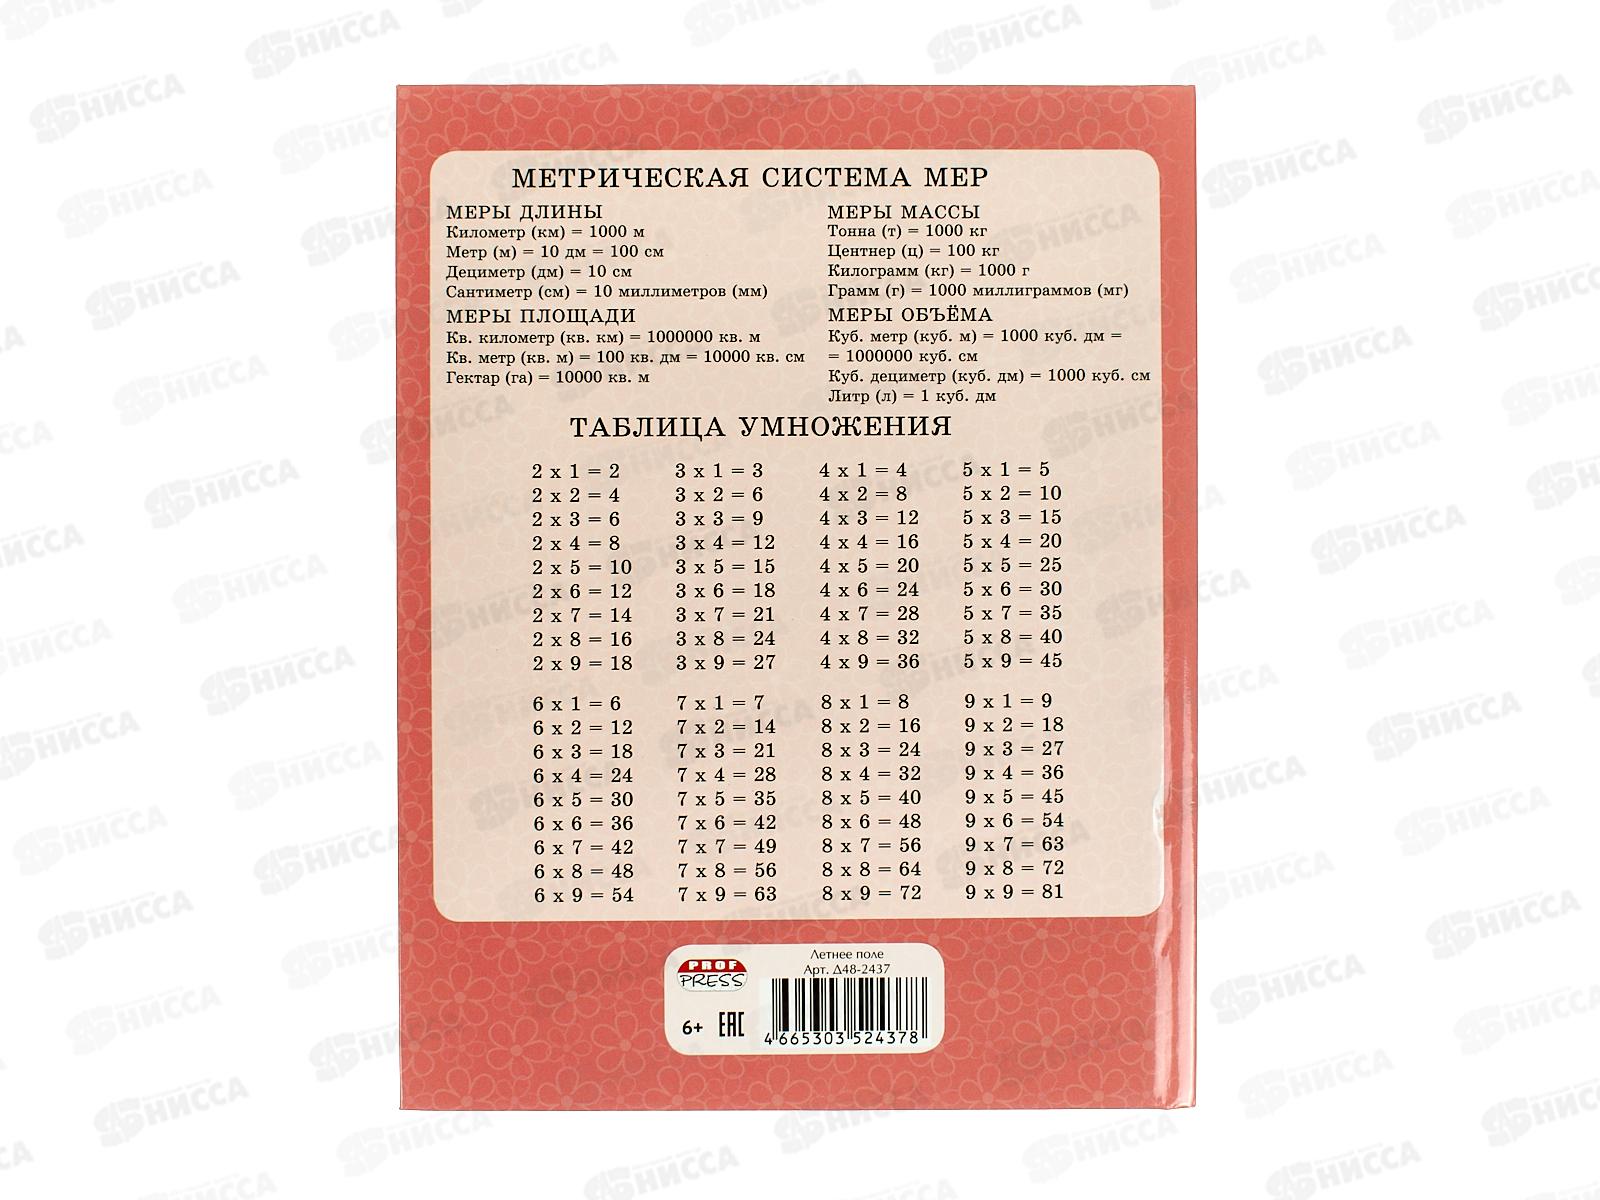 МЕТРИЧЕСКАЯ СИСТЕМА МЕР
МЕРЫ ДЛИНЫ
Километр (км) = 1000 м
Метр (м) = 10 дм = 100 см
Дециметр (дм) = 10 см
Сантиметр (см) = 10 миллиметров (мм)
МЕРЫ ПЛОЩАДИ
Кв. километр (кв. км) = 1000000 кв. м
Кв. метр (кв. м) = 100 кв. дм = 10000 кв. см
Гектар (га) = 10000 кв. м
МЕРЫ МАССЫ
Тонна (т) = 1000 кг
Центнер (ц) = 100 кг
Килограмм (кг) = 1000 г
Грамм (г) = 1000 миллиграммов (мг)
МЕРЫ ОБЪЁМА
Куб. метр (куб. м) = 1000 куб. дм =
= 1000000 куб. см
Куб. дециметр (куб. дм) = 1000 куб. см
Литр (л) = 1 куб. дм
ТАБЛИЦА УМНОЖЕНИЯ
2 x 1 = 2 3 x 1 = 3 4 x 1 = 4 5 x 1 = 5
2 x 2 = 4 3 x 2 = 6 4 x 2 = 8 5 x 2 = 10
2 x 3 = 6 3 x 3 = 9 4 x 3 = 12 5 x 3 = 15
2 x 4 = 8 3 x 4 = 12 4 x 4 = 16 5 x 4 = 20
2 x 5 = 10 3 x 5 = 15 4 x 5 = 20 5 x 5 = 25
2 x 6 = 12 3 x 6 = 18 4 x 6 = 24 5 x 6 = 30
2 x 7 = 14 3 x 7 = 21 4 x 7 = 28 5 x 7 = 35
2 x 8 = 16 3 x 8 = 24 4 x 8 = 32 5 x 8 = 40
2 x 9 = 18 3 x 9 = 27 4 x 9 = 36 5 x 9 = 45
6 x 1 = 6 7 x 1 = 7 8 x 1 = 8 9 x 1 = 9
6 x 2 = 12 7 x 2 = 14 8 x 2 = 16 9 x 2 = 18
6 x 3 = 18 7 x 3 = 21 8 x 3 = 24 9 x 3 = 27
6 x 4 = 24 7 x 4 = 28 8 x 4 = 32 9 x 4 = 36
6 x 5 = 30 7 x 5 = 35 8 x 5 = 40 9 x 5 = 45
6 x 6 = 36 7 x 6 = 42 8 x 6 = 48 9 x 6 = 54
6 x 7 = 42 7 x 7 = 49 8 x 7 = 56 9 x 7 = 63
6 x 8 = 48 7 x 8 = 56 8 x 8 = 64 9 x 8 = 72
6 x 9 = 54 7 x 9 = 63 8 x 9 = 72 9 x 9 = 81
PROF
PRESS
6+ EAC
Летнее поле
Арт. Д48-2437
4 665303 524378
НИССА